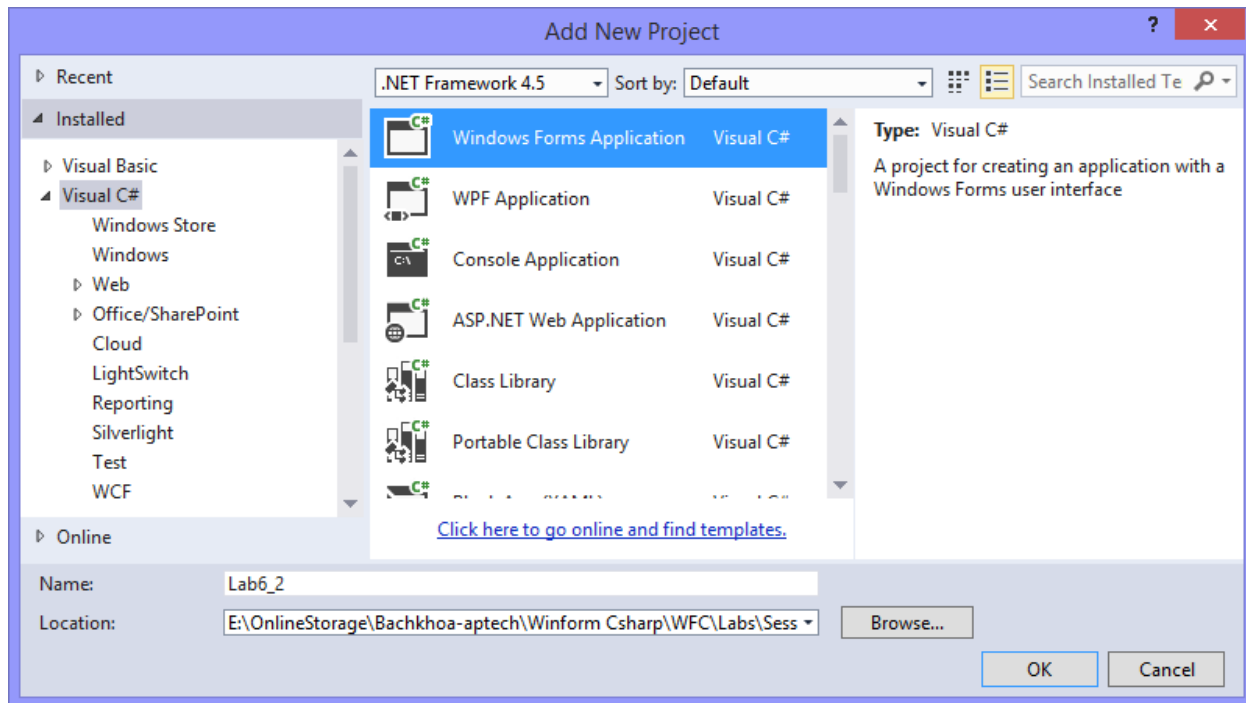 Add New Project
?
Recent
.NET Framework 4.5 Sort by: Default
Search Installed Te
Installed
Visual Basic
Visual C#
Windows Store
Windows
Web
Office/SharePoint
Cloud
LightSwitch
Reporting
Silverlight
Test
WCF
Online
Windows Forms Application Visual C#
WPF Application Visual C#
Console Application Visual C#
ASP.NET Web Application Visual C#
Class Library Visual C#
Portable Class Library Visual C#
Click here to go online and find templates.
Type: Visual C#
A project for creating an application with a
Windows Forms user interface
Name: Lab6_2
Location: E:\OnlineStorage\Bachkhoa-aptech\Winform Csharp\WFC\Labs\Sess
Browse...
OK Cancel